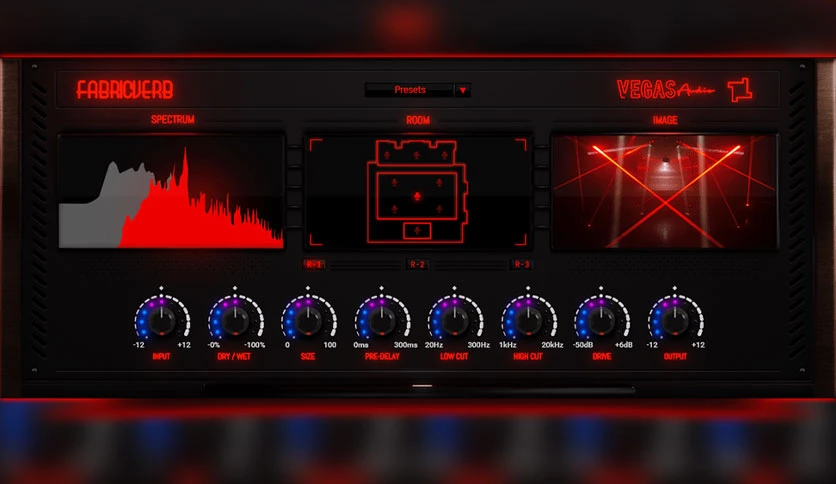 FABRICVERB
Presets
VEGAS Audio
SPECTRUM
ROOM
IMAGE
R-1
R-2
R-3
-12 +12
-0% -100%
0 100
0ms 300ms
20Hz 300Hz
1kHz 20kHz
-50dB +6dB
-12 +12
INPUT
DRY / WET
SIZE
PRE-DELAY
LOW CUT
HIGH CUT
DRIVE
OUTPUT